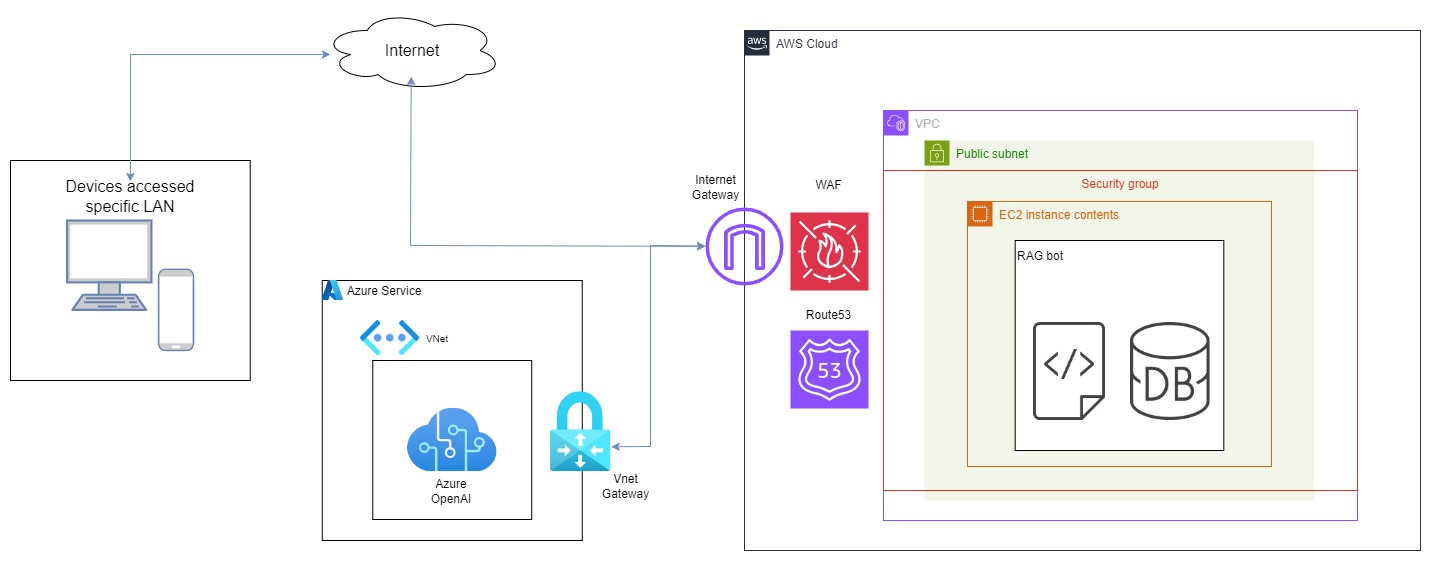 Internet
aws
AWS Cloud
VPC
Public subnet
Devices accessed
specific LAN
Internet
Gateway
WAF
Security group
EC2 instance contents
RAG bot
Azure Service
Route53
VNet
53
</>
DB
Azure
OpenAI
Vnet
Gateway